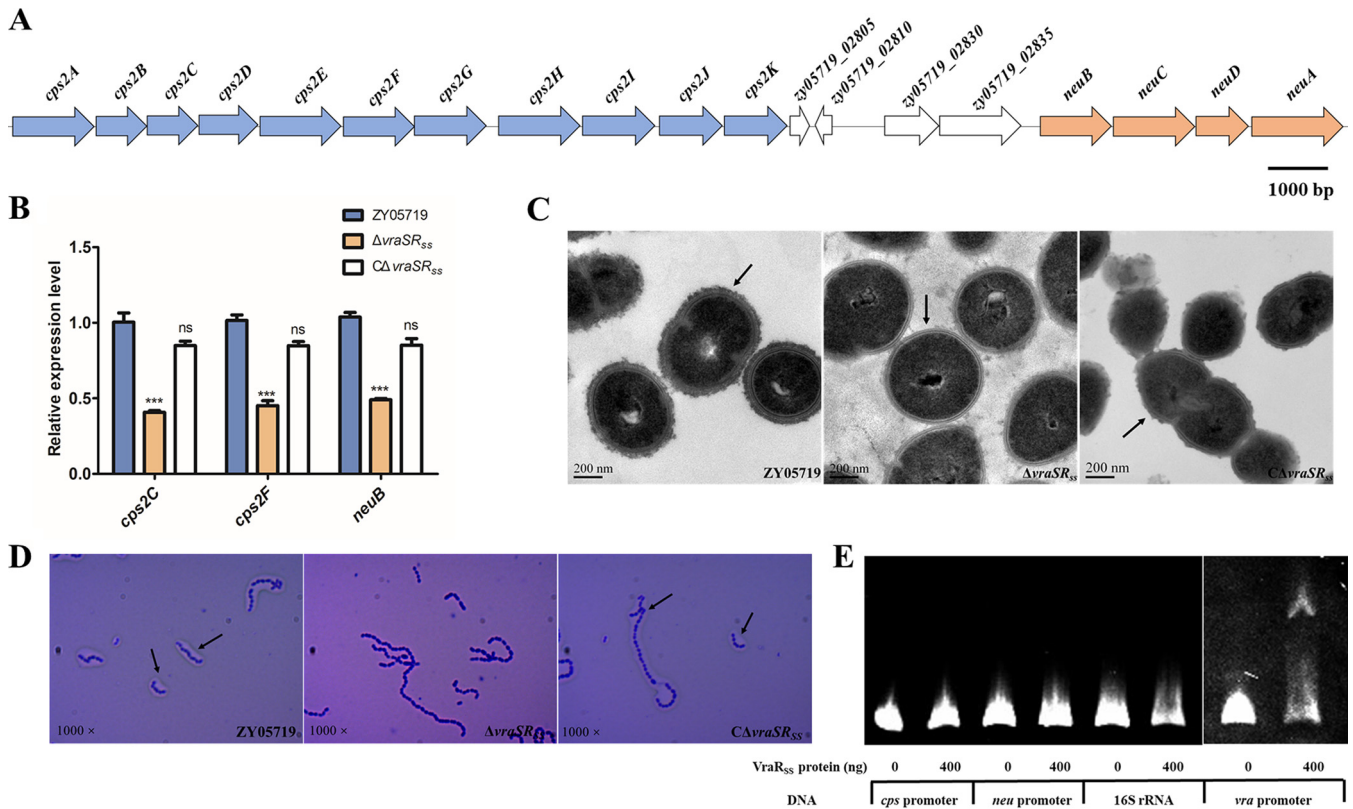 A
cps2A cps2B cps2C cps2D cps2E cps2F cps2G cps2H cps2I cps2J cps2K zy05719_02805 zy05719_02810 zy05719_02830 zy05719_02835 neuB neuC neuD neuA
1000 bp
B
ZY05719
ΔvraSRss
CΔvraSRss
Relative expression level
1.5
1.0
0.5
0.0
*** ns *** ns *** ns
cps2C cps2F neuB
C
200 nm ZY05719
200 nm ΔvraSRss
200 nm CΔvraSRss
D
1000 × ZY05719
1000 × ΔvraSRss
1000 × CΔvraSRss
E
VraRss protein (ng) 0 400 0 400 0 400 0 400
DNA cps promoter neu promoter 16S rRNA vra promoter